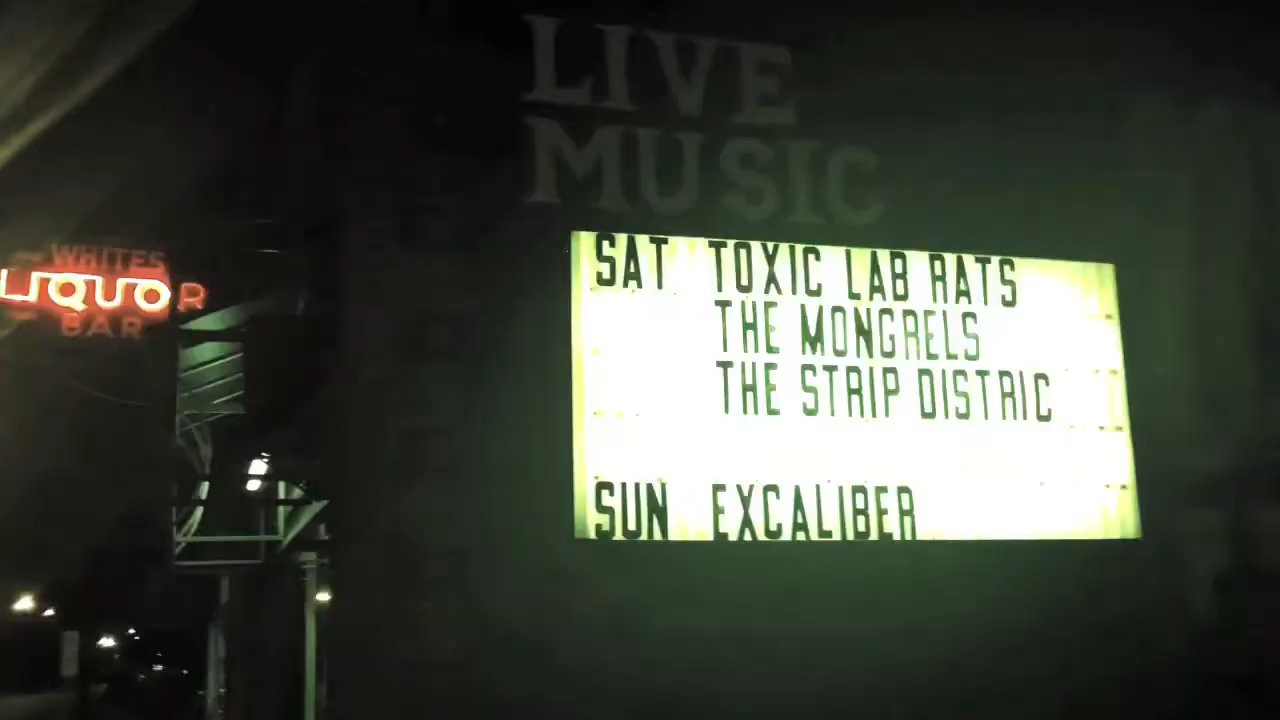 LIVE
MUSIC
WHITES
LIQUOR
BAR
SAT TOXIC LAB RATS
THE MONGRELS
THE STRIP DISTRIC
SUN EXCALIBER